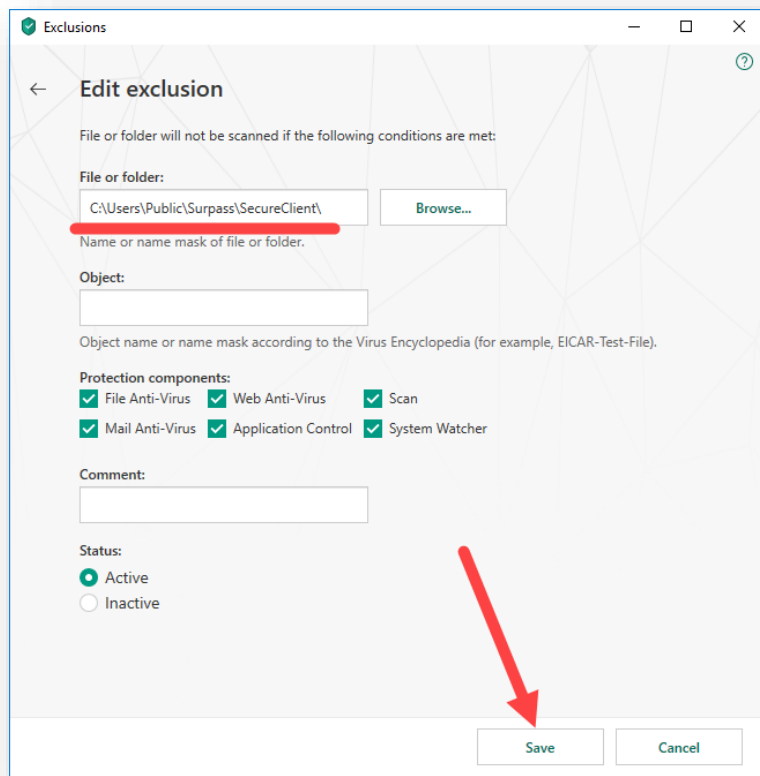 Exclusions
Edit exclusion
File or folder will not be scanned if the following conditions are met:
File or folder:
C:\Users\Public\Surpass\SecureClient\
Browse...
Name or name mask of file or folder.
Object:
Object name or name mask according to the Virus Encyclopedia (for example, EICAR-Test-File).
Protection components:
File Anti-Virus Web Anti-Virus Scan
Mail Anti-Virus Application Control System Watcher
Comment:
Status:
Active
Inactive
Save Cancel